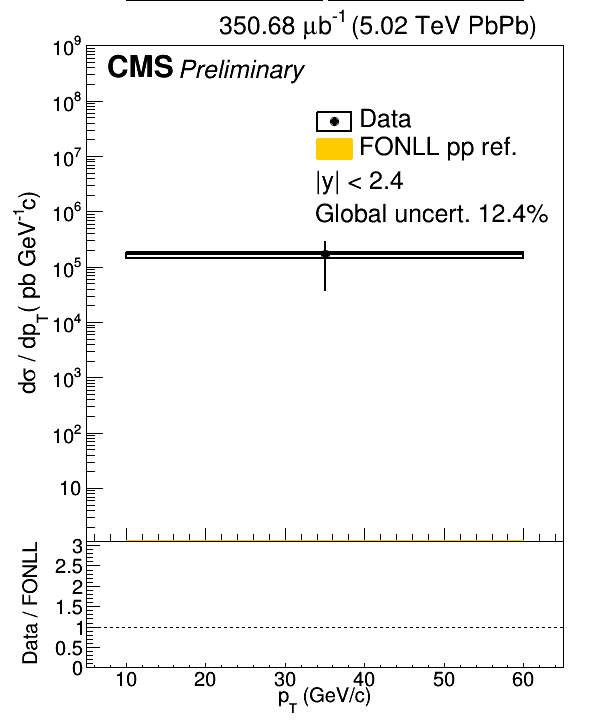 350.68 μb⁻¹ (5.02 TeV PbPb)
CMS Preliminary
Data
FONLL pp ref.
|y| < 2.4
Global uncert. 12.4%
dσ / dp_T( pb GeV⁻¹c)
10⁹
10⁸
10⁷
10⁶
10⁵
10⁴
10³
10²
10
Data / FONLL
3
2.5
2
1.5
1
0.5
0
10 20 30 40 50 60
p_T (GeV/c)